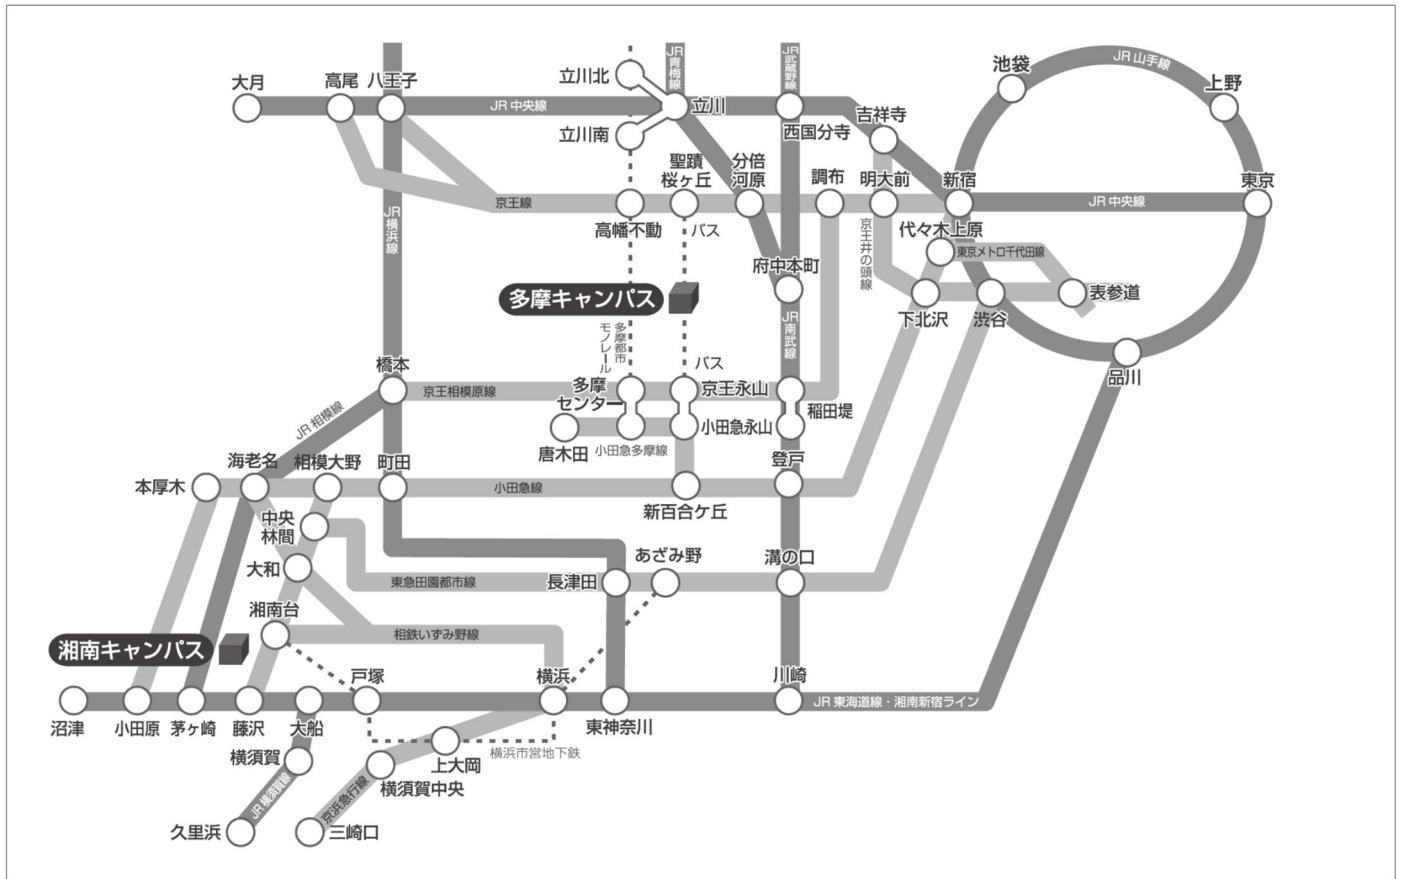 JR青梅線
JR武蔵野線
JR 山手線
池袋
立川北
大月
高尾
八王子
上野
JR 中央線
立川
吉祥寺
立川南
西国分寺
聖蹟
桜ヶ丘
分倍
河原
調布
明大前
新宿
東京
京王線
JR 中央線
JR横浜線
高幡不動
バス
京王井の頭線
代々木上原
東京メトロ千代田線
府中本町
多摩キャンパス
表参道
下北沢
渋谷
多摩都市
モノレール
JR南武線
橋本
バス
品川
京王相模原線
多摩
センター
京王永山
稲田堤
JR 相模線
唐木田
小田急多摩線
小田急永山
海老名
相模大野
町田
登戸
本厚木
小田急線
新百合ケ丘
中央
林間
あざみ野
溝の口
大和
東急田園都市線
長津田
湘南台
相鉄いずみ野線
湘南キャンパス
戸塚
横浜
川崎
JR 東海道線・湘南新宿ライン
沼津
小田原
茅ヶ崎
藤沢
大船
東神奈川
横須賀
上大岡
横浜市営地下鉄
横須賀中央
JR 横須賀線
京浜急行線
久里浜
三崎口